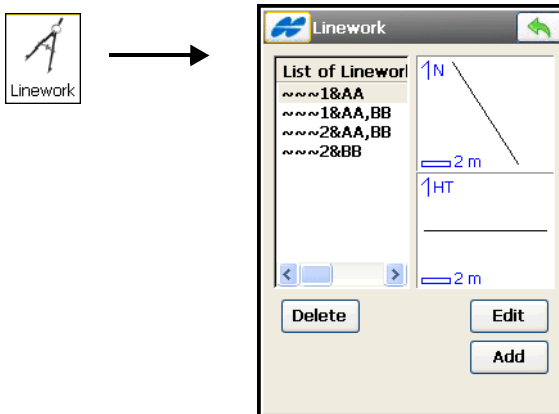 Linework
Linework
List of Linewor
~~~1&AA
~~~1&AA,BB
~~~2&AA,BB
~~~2&BB
N
2 m
HT
2 m
Delete
Edit
Add